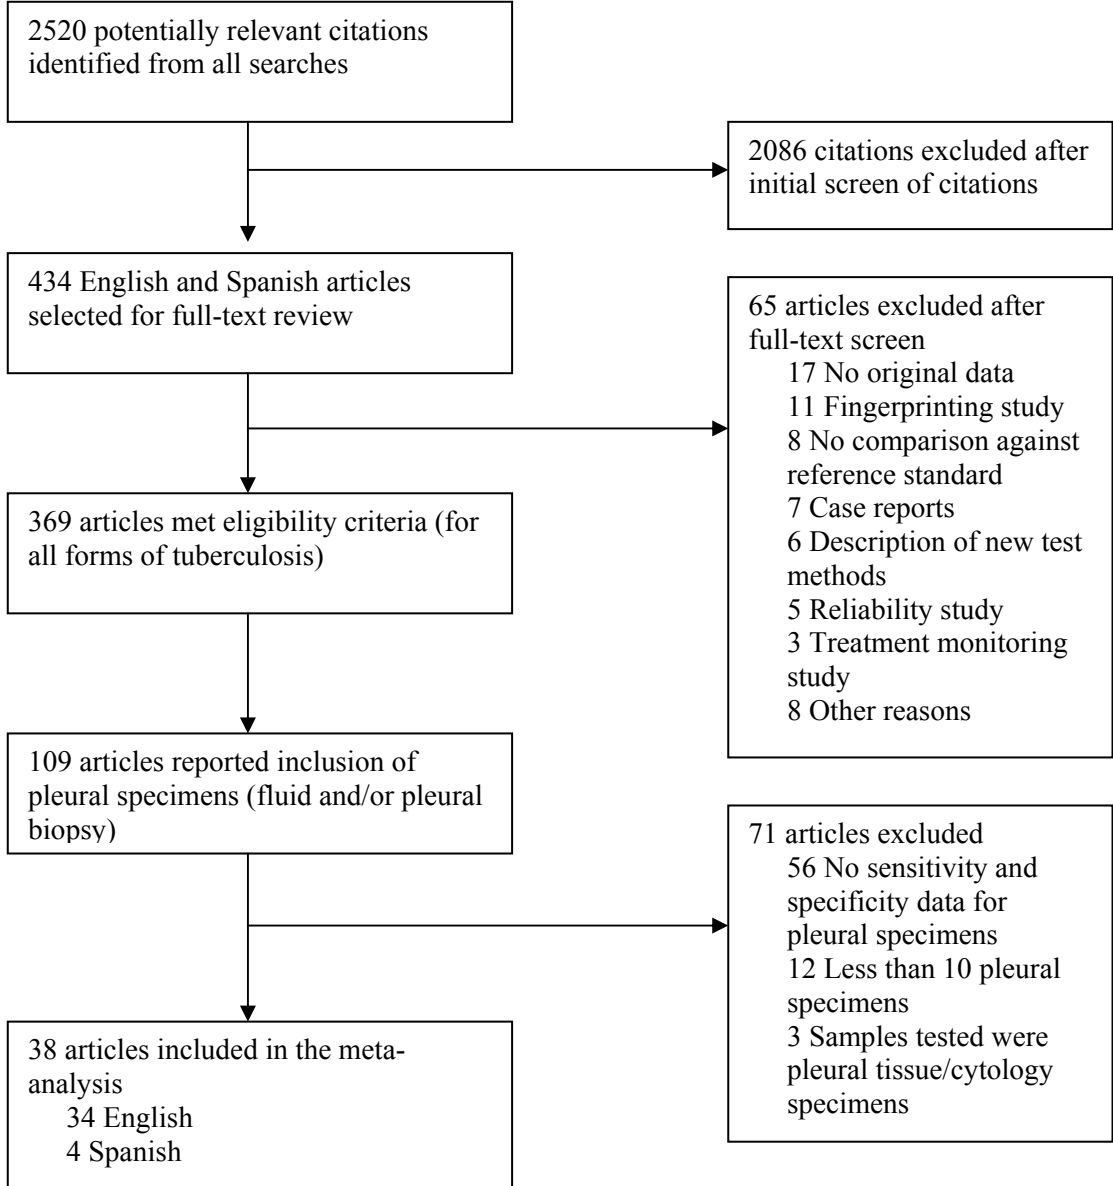 2520 potentially relevant citations
identified from all searches
2086 citations excluded after
initial screen of citations
434 English and Spanish articles
selected for full-text review
65 articles excluded after
full-text screen
17 No original data
11 Fingerprinting study
8 No comparison against
reference standard
7 Case reports
6 Description of new test
methods
5 Reliability study
3 Treatment monitoring
study
8 Other reasons
369 articles met eligibility criteria (for
all forms of tuberculosis)
109 articles reported inclusion of
pleural specimens (fluid and/or pleural
biopsy)
71 articles excluded
56 No sensitivity and
specificity data for
pleural specimens
12 Less than 10 pleural
specimens
3 Samples tested were
pleural tissue/cytology
specimens
38 articles included in the meta-
analysis
34 English
4 Spanish